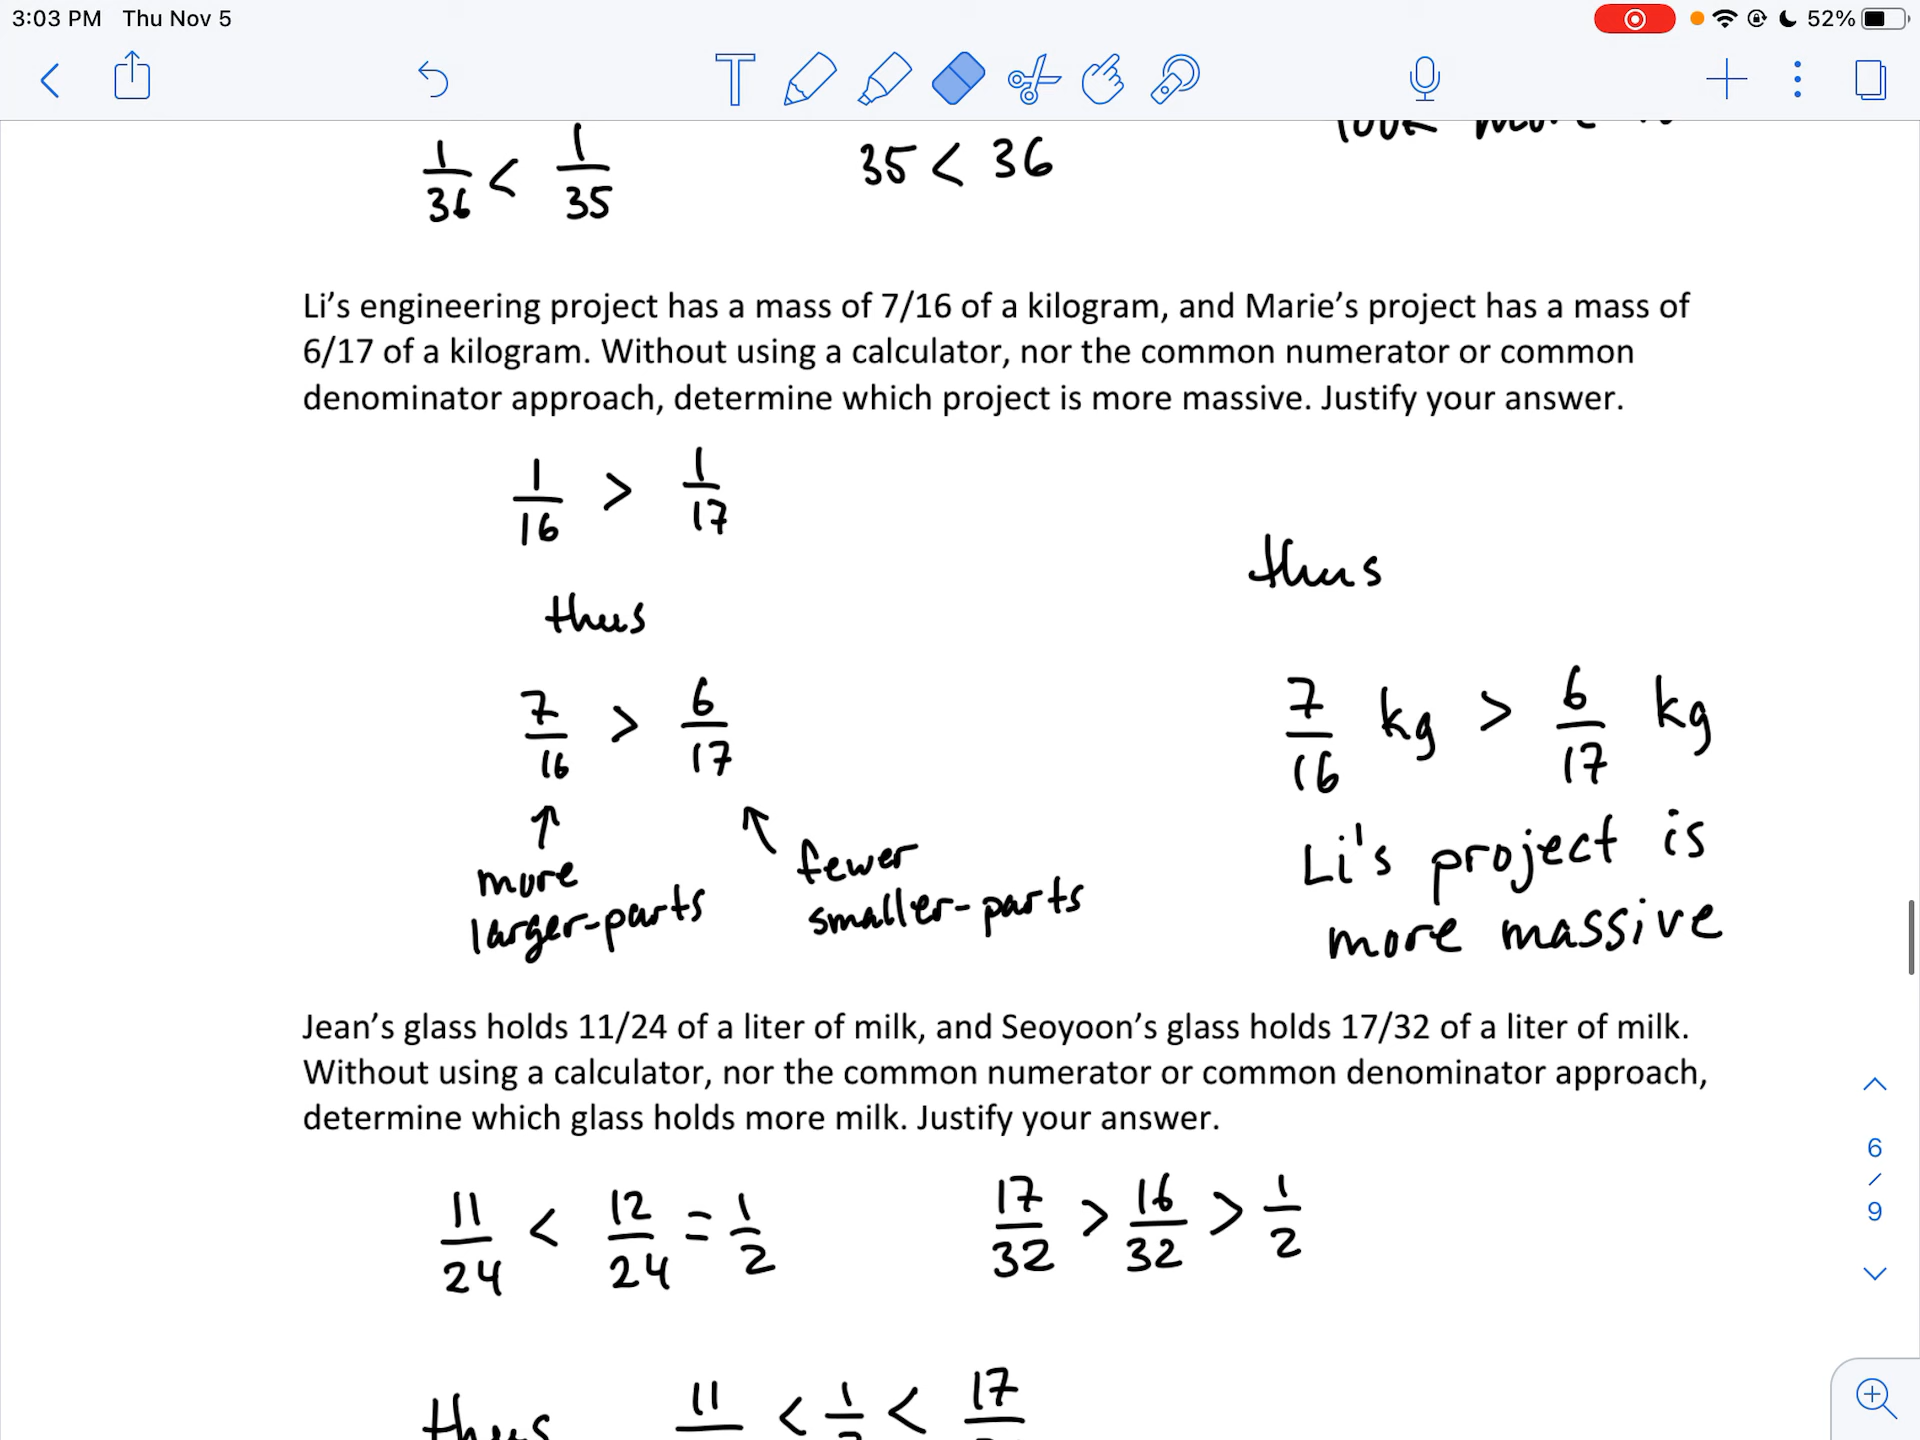 3:03 PM Thu Nov 5
52%
1/36 < 1/35
35 < 36
look more
Li’s engineering project has a mass of 7/16 of a kilogram, and Marie’s project has a mass of
6/17 of a kilogram. Without using a calculator, nor the common numerator or common
denominator approach, determine which project is more massive. Justify your answer.
1/16 > 1/17
thus
7/16 > 6/17
more
larger-parts
fewer
smaller-parts
thus
7/16 kg > 6/17 kg
Li's project is
more massive
Jean’s glass holds 11/24 of a liter of milk, and Seoyoon’s glass holds 17/32 of a liter of milk.
Without using a calculator, nor the common numerator or common denominator approach,
determine which glass holds more milk. Justify your answer.
11/24 < 12/24 = 1/2
17/32 > 16/32 > 1/2
thus
11 < 1 < 17
6
/
9